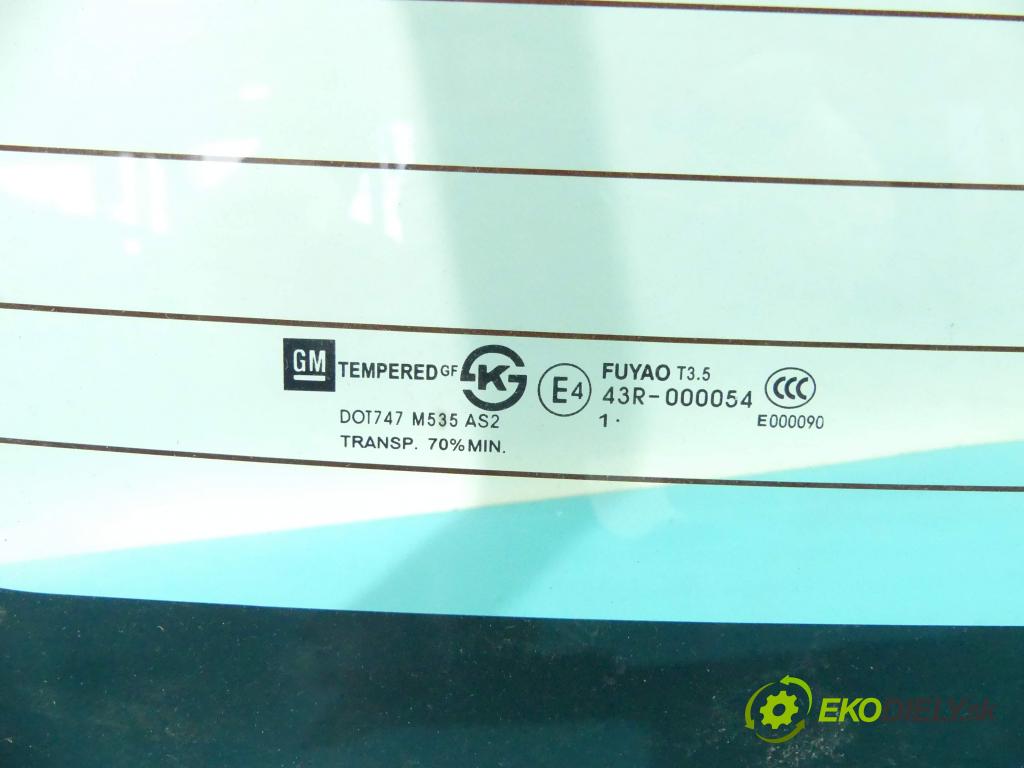 GM TEMPERED GF KS E4 FUYAO T3.5 CCC
43R-000054
DOT747 M535 AS2 1. E000090
TRANSP. 70% MIN.
EKODIELY.sk